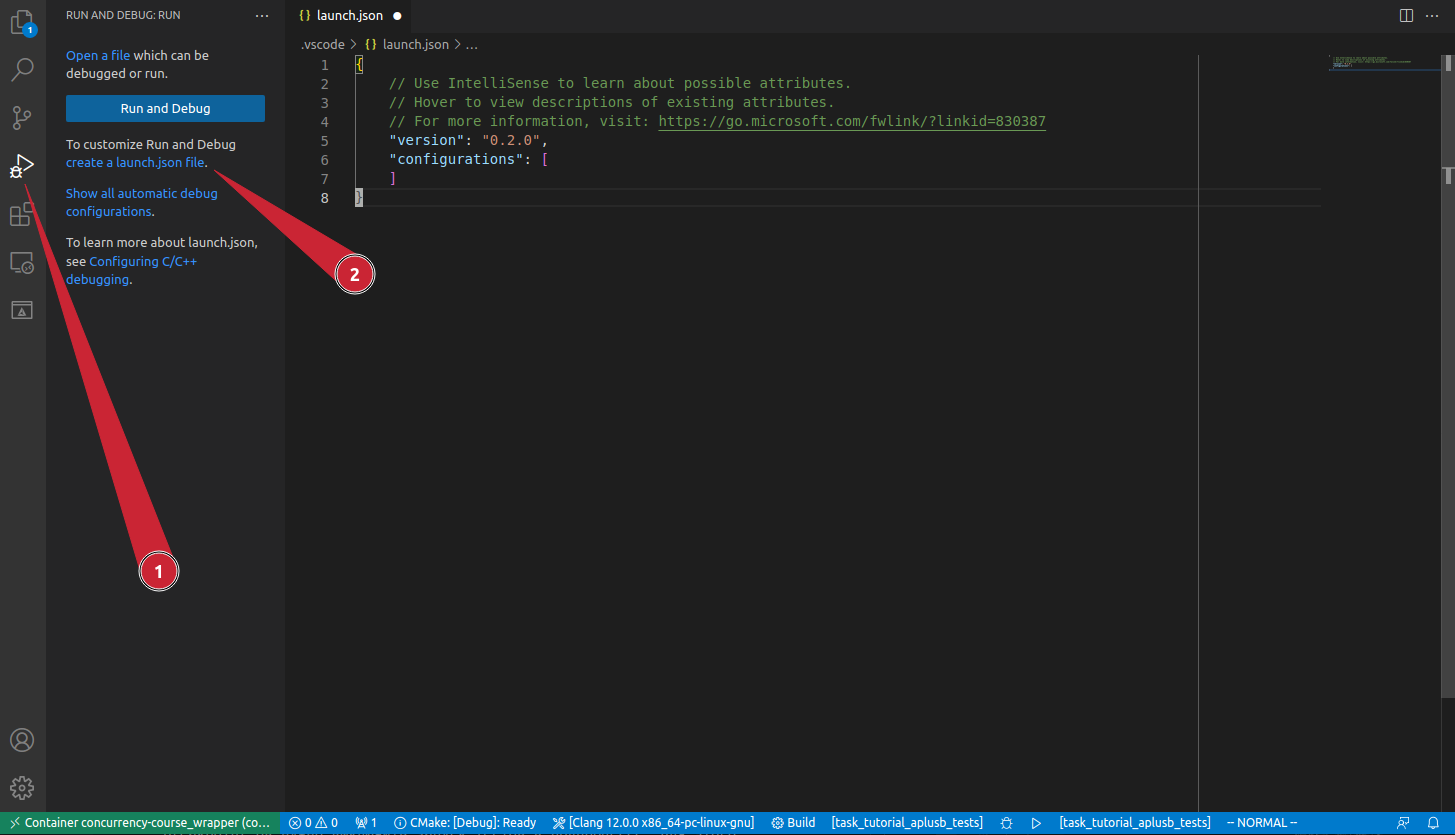 RUN AND DEBUG: RUN
launch.json
1
.vscode > {} launch.json > ...
Open a file which can be
debugged or run.
Run and Debug
To customize Run and Debug
create a launch.json file.
Show all automatic debug
configurations.
To learn more about launch.json,
see Configuring C/C++
debugging.
1 {
2 // Use IntelliSense to learn about possible attributes.
3 // Hover to view descriptions of existing attributes.
4 // For more information, visit: https://go.microsoft.com/fwlink/?linkid=830387
5 "version": "0.2.0",
6 "configurations": [
7 ]
8 }
2
1
Container concurrency-course_wrapper (co... 0 0 1 CMake: [Debug]: Ready [Clang 12.0.0 x86_64-pc-linux-gnu] Build [task_tutorial_aplusb_tests] [task_tutorial_aplusb_tests] -- NORMAL --